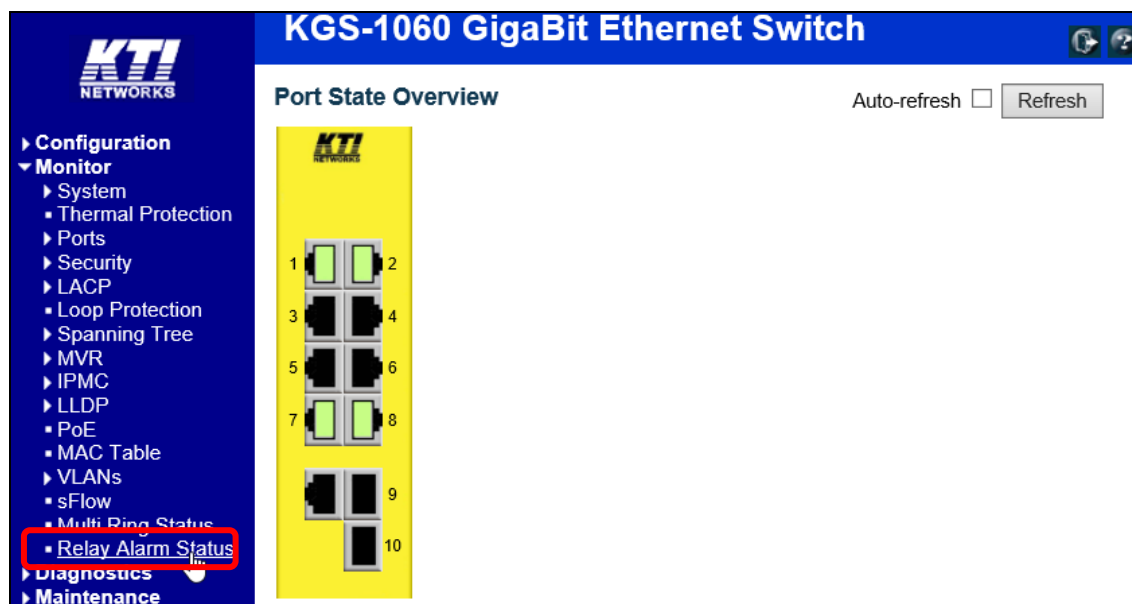 KTI
NETWORKS
KGS-1060 GigaBit Ethernet Switch
Port State Overview
Auto-refresh
Refresh
Configuration
Monitor
System
Thermal Protection
Ports
Security
LACP
Loop Protection
Spanning Tree
MVR
IPMC
LLDP
PoE
MAC Table
VLANs
sFlow
Multi Ring Status
Relay Alarm Status
Diagnostics
Maintenance
KTI
NETWORKS
1 2
3 4
5 6
7 8
9
10